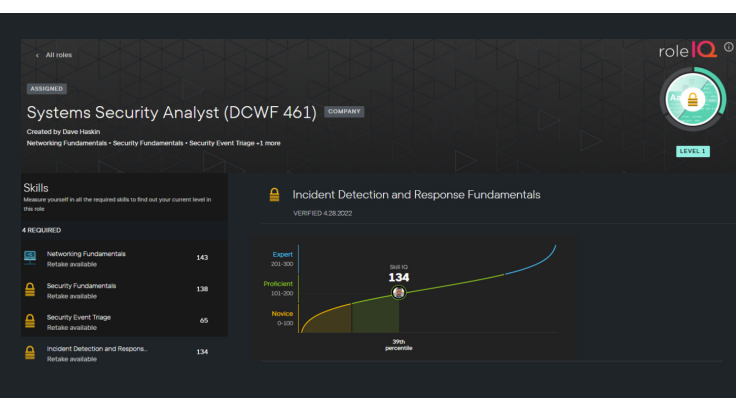 ‹ All roles
roleIQ
ASSIGNED
Systems Security Analyst (DCWF 461) COMPANY
Created by Dave Haskin
Networking Fundamentals • Security Fundamentals • Security Event Triage +1 more
LEVEL 1
Skills
Measure yourself in all the required skills to find out your current level in
this role
4 REQUIRED
Networking Fundamentals 143
Retake available
Security Fundamentals 138
Retake available
Security Event Triage 65
Retake available
Incident Detection and Respons... 134
Retake available
Incident Detection and Response Fundamentals
VERIFIED 4.28.2022
Expert
201-300
Proficient
101-200
Novice
0-100
Skill IQ
134
39th
percentile